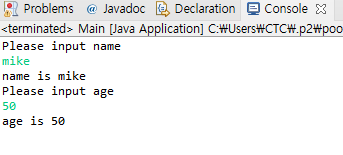 Problems @ Javadoc Declaration Console
<terminated> Main [Java Application] C:₩Users₩CTC₩.p2₩poo
Please input name
mike
name is mike
Please input age
50
age is 50